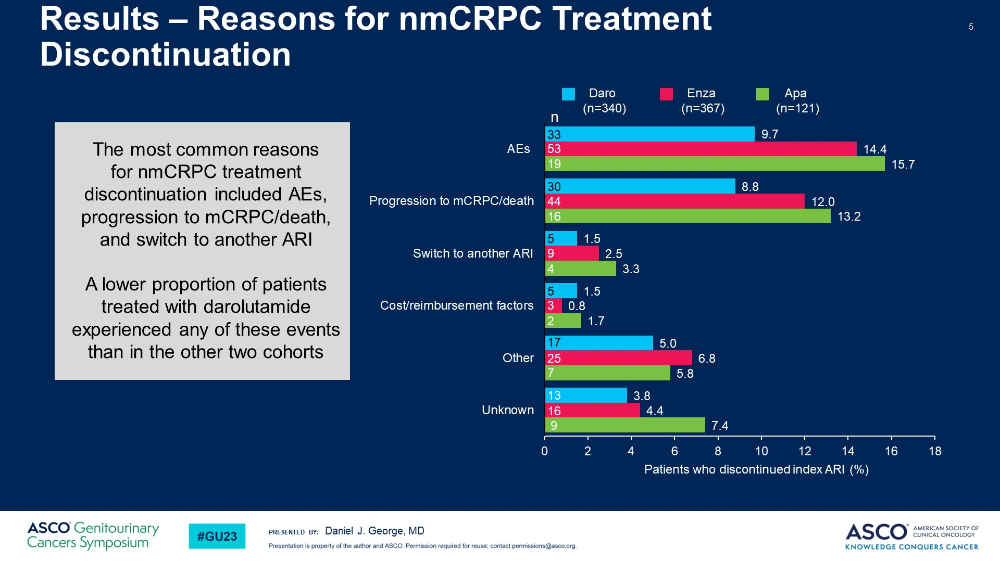 Results – Reasons for nmCRPC Treatment
Discontinuation
5
The most common reasons
for nmCRPC treatment
discontinuation included AEs,
progression to mCRPC/death,
and switch to another ARI
A lower proportion of patients
treated with darolutamide
experienced any of these events
than in the other two cohorts
Daro Enza Apa
(n=340) (n=367) (n=121)
n
AEs
33 9.7
53 14.4
19 15.7
Progression to mCRPC/death
30 8.8
44 12.0
16 13.2
Switch to another ARI
5 1.5
9 2.5
4 3.3
Cost/reimbursement factors
5 1.5
3 0.8
2 1.7
Other
17 5.0
25 6.8
7 5.8
Unknown
13 3.8
16 4.4
9 7.4
0 2 4 6 8 10 12 14 16 18
Patients who discontinued index ARI (%)
ASCO Genitourinary
Cancers Symposium
#GU23
PRESENTED BY: Daniel J. George, MD
Presentation is property of the author and ASCO. Permission required for reuse; contact permissions@asco.org.
ASCO AMERICAN SOCIETY OF
CLINICAL ONCOLOGY
KNOWLEDGE CONQUERS CANCER